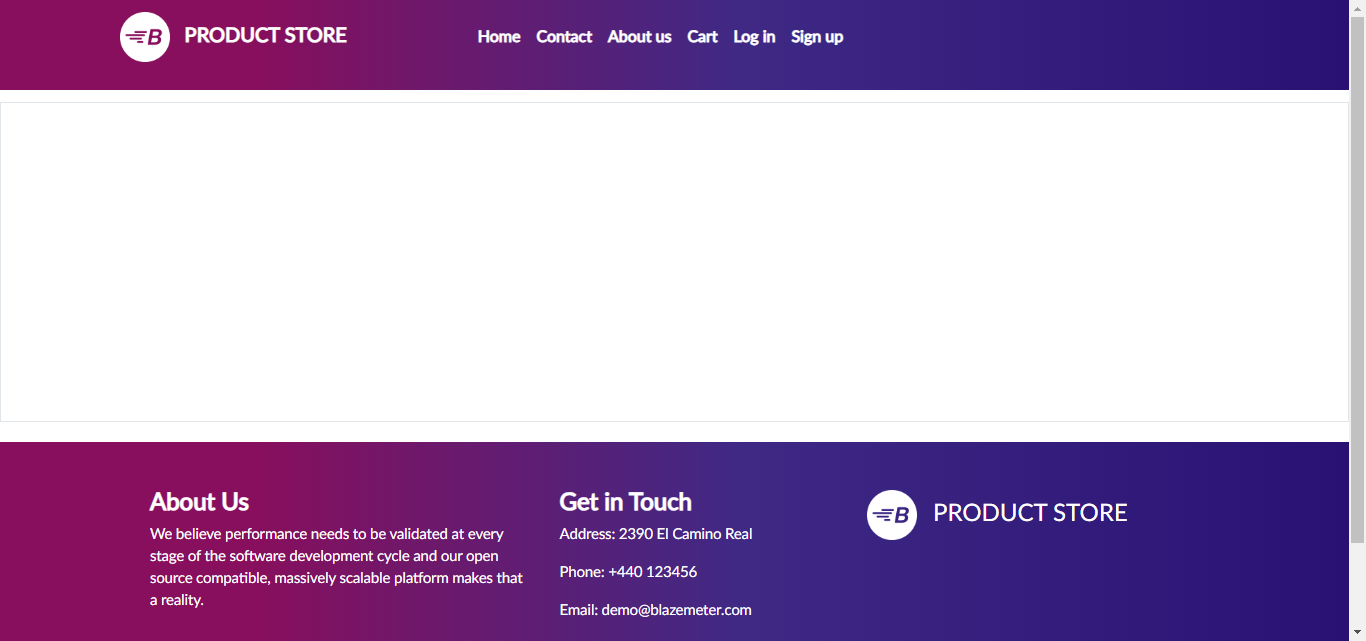 B PRODUCT STORE Home Contact About us Cart Log in Sign up
About Us
We believe performance needs to be validated at every
stage of the software development cycle and our open
source compatible, massively scalable platform makes that
a reality.
Get in Touch
Address: 2390 El Camino Real
Phone: +440 123456
Email: demo@blazemeter.com
B PRODUCT STORE